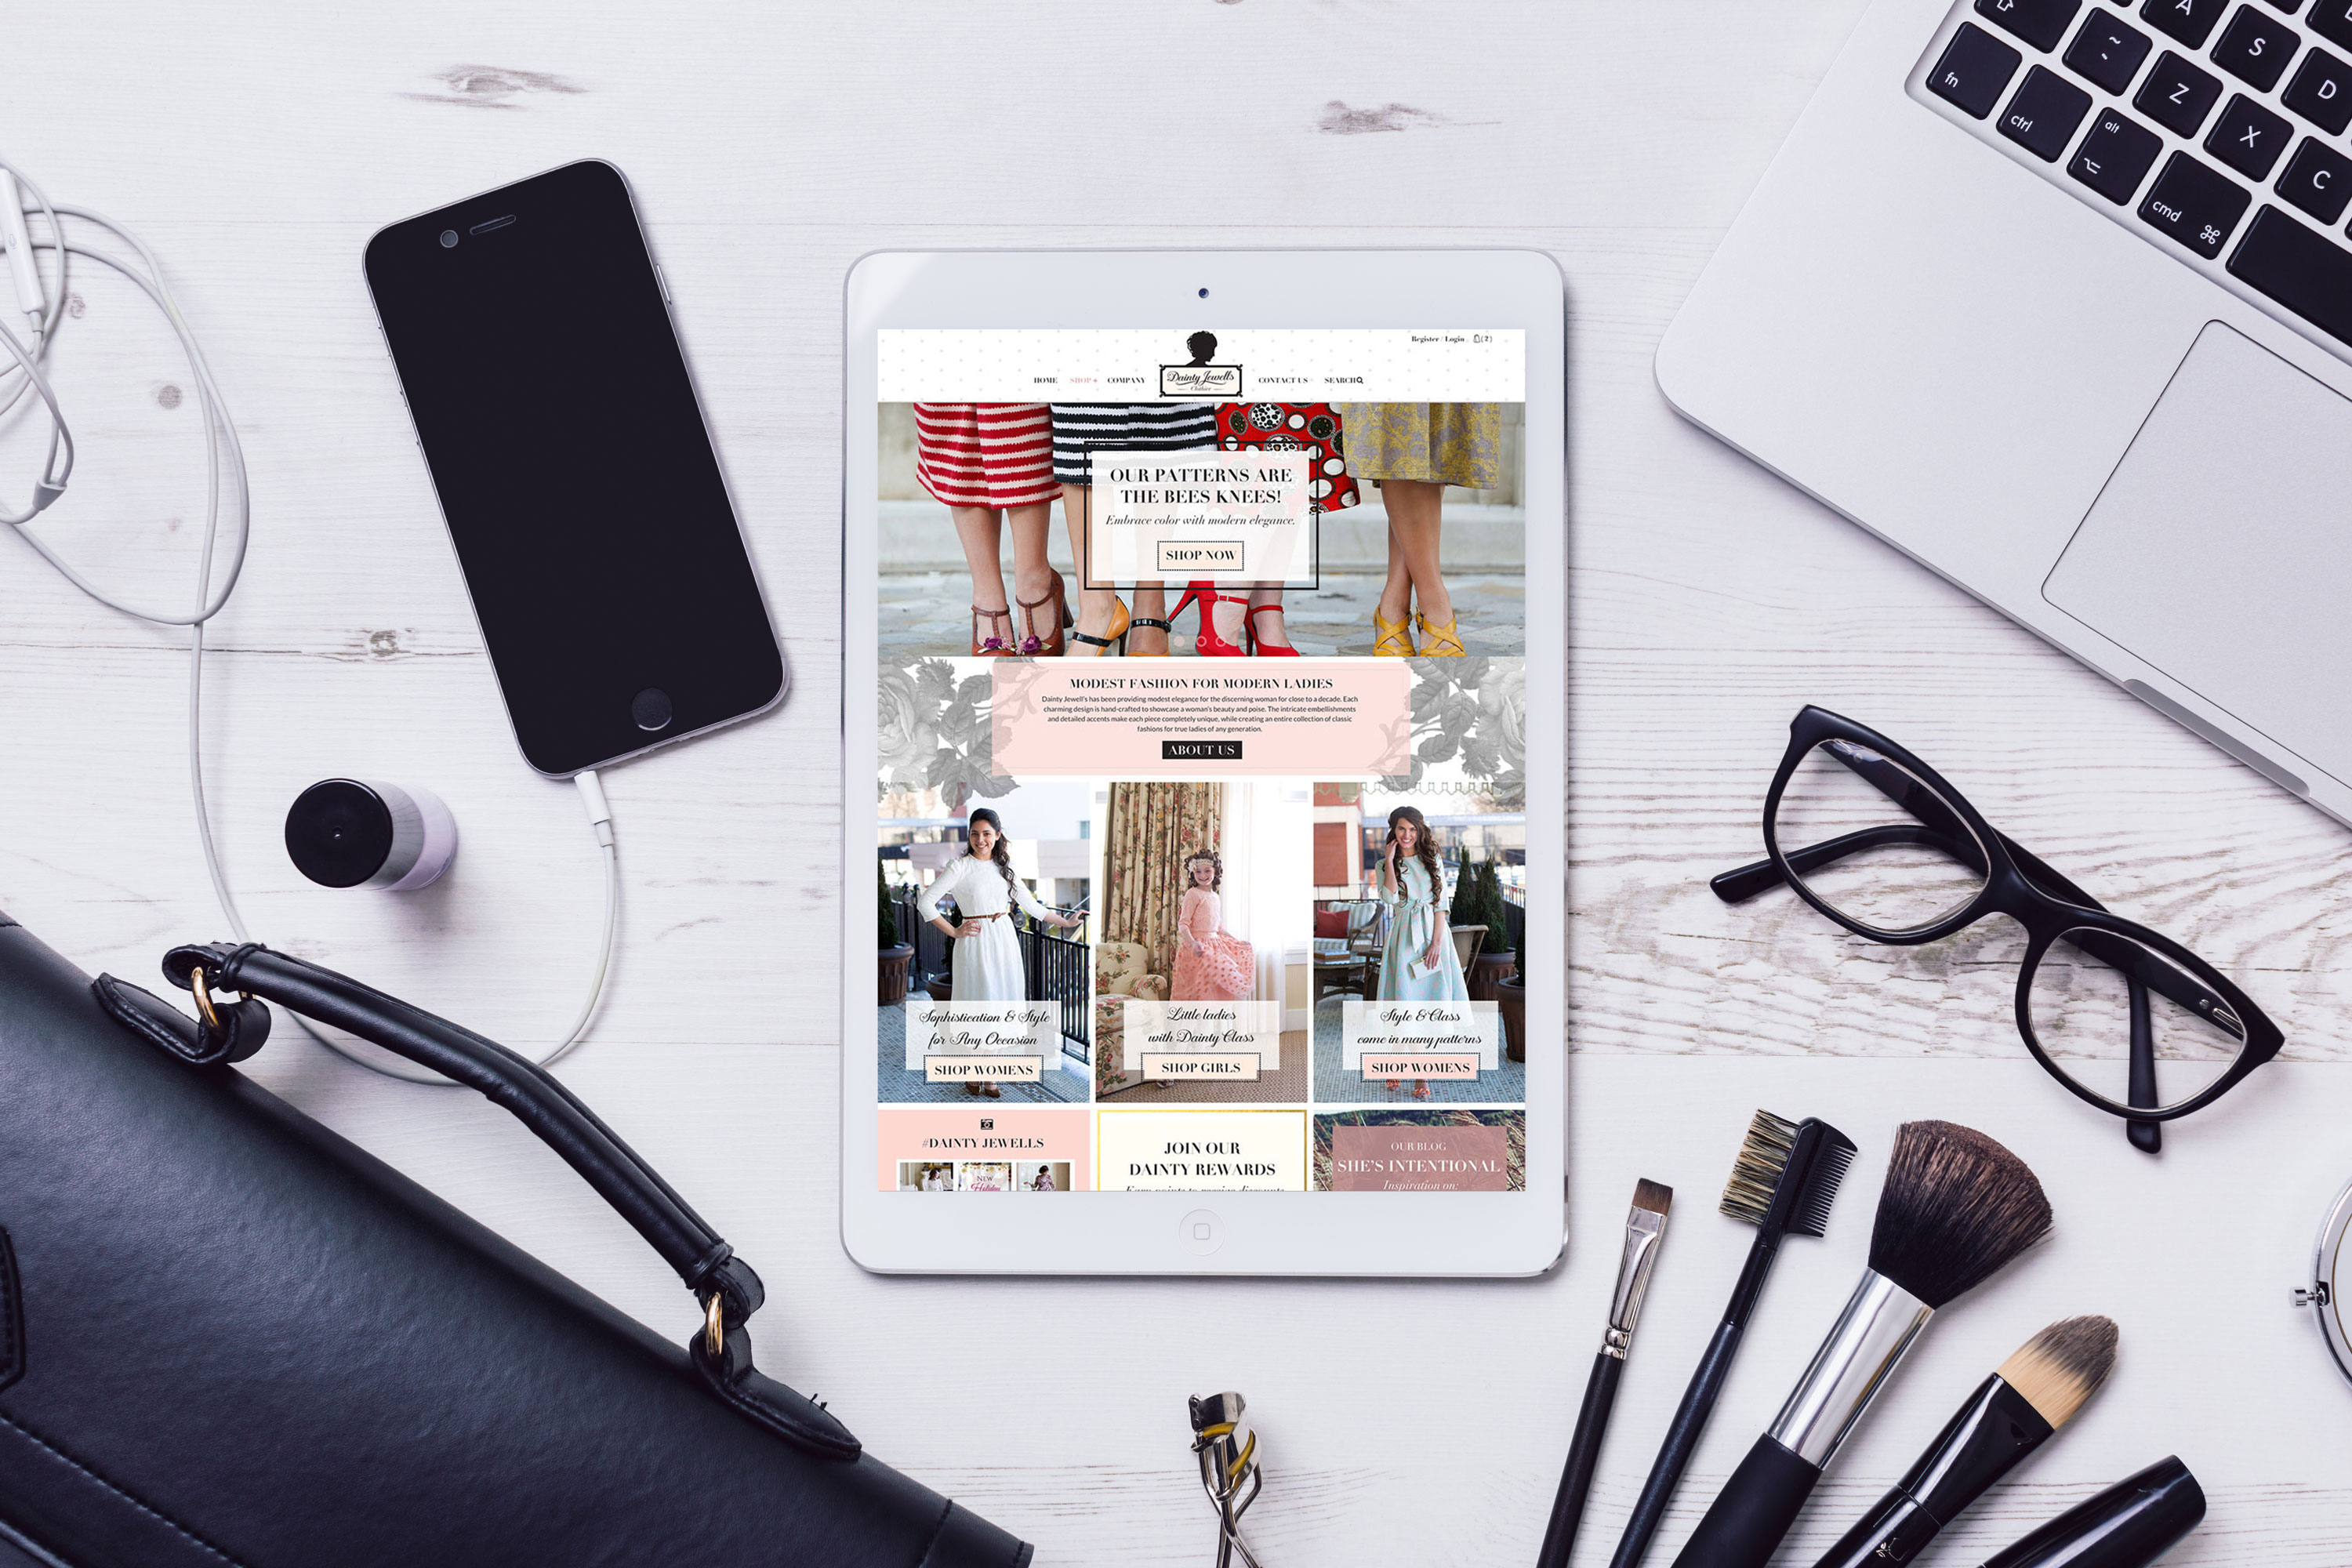 A
S
D
fn
~
Z
X
C
ctrl
alt
cmd
Register / Login (2)
HOME SHOP COMPANY
Dainty Jewell's
Clothier
CONTACT US SEARCH
OUR PATTERNS ARE
THE BEES KNEES!
Embrace color with modern elegance.
SHOP NOW
MODEST FASHION FOR MODERN LADIES
Dainty Jewell's has been providing modest elegance for the discerning woman for close to a decade. Each
charming design is hand-crafted to showcase a woman's beauty and poise. The intricate embellishments
and detailed accents make each piece completely unique, while creating an entire collection of classic
fashions for true ladies of any generation.
ABOUT US
Sophistication & Style
for Any Occasion
SHOP WOMENS
Little ladies
with Dainty Class
SHOP GIRLS
Style & Class
come in many patterns
SHOP WOMENS
#DAINTY JEWELLS
NEW
Holiday
JOIN OUR
DAINTY REWARDS
Earn points to receive discounts
OUR BLOG
SHE'S INTENTIONAL
Inspiration on: